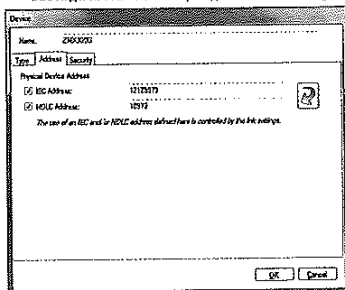 Device
Name.
Type Address Security
Physical Device Address
IEC Address:
HDLC Address:
The use of an IEC and/or HDLC address defined here is controlled by the link settings.
OK Cancel